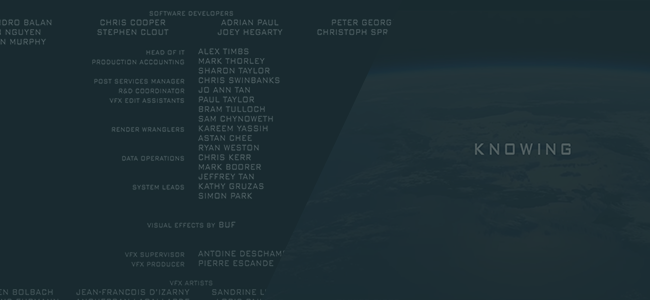 SOFTWARE DEVELOPERS
DRO BALAN CHRIS COOPER ADRIAN PAUL PETER GEORG
NGUYEN STEPHEN CLOUT JOEY HEGARTY CHRISTOPH SPR
N MURPHY
HEAD OF IT ALEX TIMBS
PRODUCTION ACCOUNTING MARK THORLEY
SHARON TAYLOR
POST SERVICES MANAGER CHRIS SWINBANKS
R&D COORDINATOR JO ANN TAN
VFX EDIT ASSISTANTS PAUL TAYLOR
BRAM TULLOCH
SAM CHYNOWETH
RENDER WRANGLERS KAREEM YASSIH
ASTAN CHEE
RYAN WESTON
DATA OPERATIONS CHRIS KERR
MARK BOORER
JEFFREY TAN
SYSTEM LEADS KATHY GRUZAS
SIMON PARK
KNOWING
VISUAL EFFECTS BY BUF
VFX SUPERVISOR ANTOINE DESCHAM
VFX PRODUCER PIERRE ESCANDE
VFX ARTISTS
EN BOLBACH JEAN-FRANCOIS D'IZARNY SANDRINE L